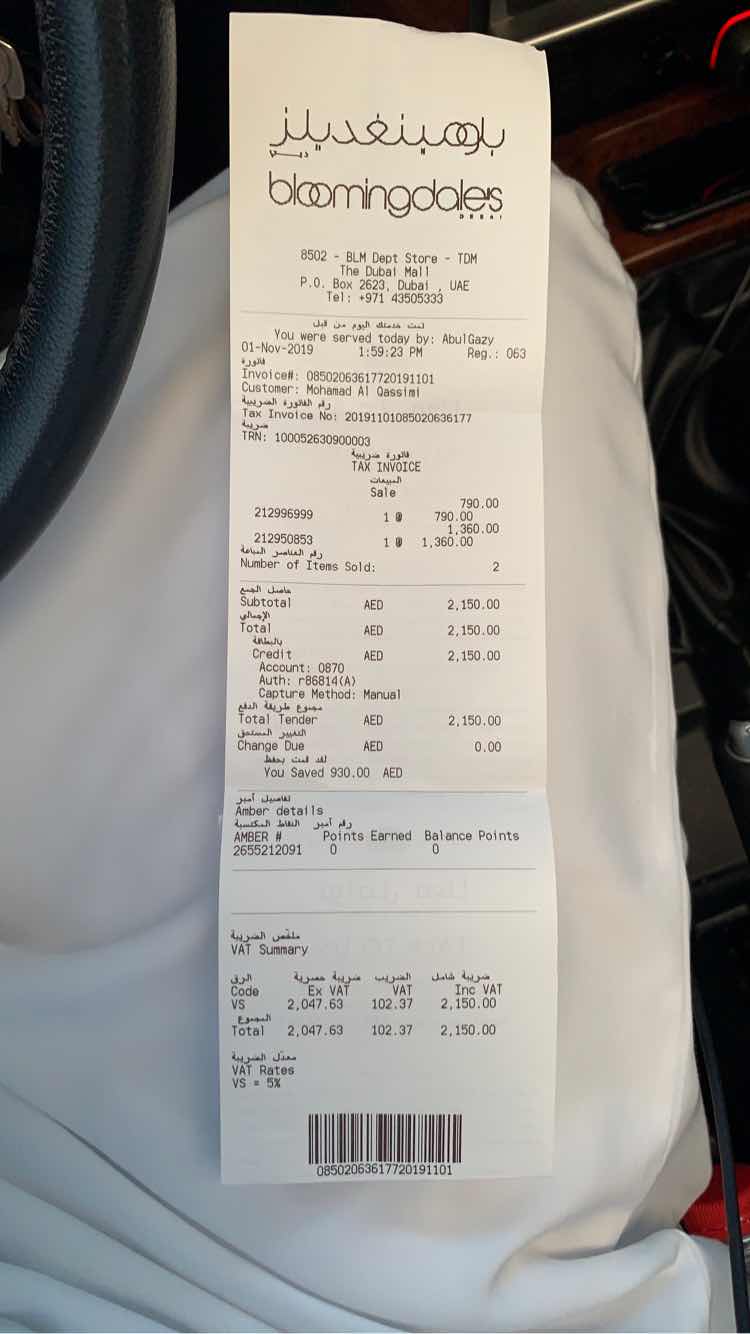 بلومينغديلز
دبي
bloomingdale's
DUBAI
8502 - BLM Dept Store - TDM
The Dubai Mall
P.O. Box 2623, Dubai , UAE
Tel: +971 43505333
تمت خدمتك اليوم من قبل
You were served today by: AbulGazy
01-Nov-2019 1:59:23 PM Reg.: 063
فاتورة
Invoice#: 08502063617720191101
Customer: Mohamad Al Qassimi
رقم الفاتورة الضريبية
Tax Invoice No: 20191101085020636177
ضريبة
TRN: 100052630900003
فاتورة ضريبية
TAX INVOICE
المبيعات
Sale
790.00
212996999 1 @ 790.00
1,360.00
212950853 1 @ 1,360.00
رقم العناصر المباعة
Number of Items Sold: 2
حاصل الجمع
Subtotal AED 2,150.00
الإجمالي
Total AED 2,150.00
بالبطاقة
Credit AED 2,150.00
Account: 0870
Auth: r86814(A)
Capture Method: Manual
مجموع طريقة الدفع
Total Tender AED 2,150.00
التغيير المستحق
Change Due AED 0.00
لقد قمت بحفظ
You Saved 930.00 AED
تفاصيل أمبر
Amber details
رقم أمبر النقاط المكتسبة
AMBER # Points Earned Balance Points
2655212091 0 0
ملخص الضريبة
VAT Summary
الرق ضريبة حصرية الضريب ضريبة شامل
Code Ex VAT VAT Inc VAT
VS 2,047.63 102.37 2,150.00
المجموع
Total 2,047.63 102.37 2,150.00
معدّل الضريبة
VAT Rates
VS = 5%
08502063617720191101